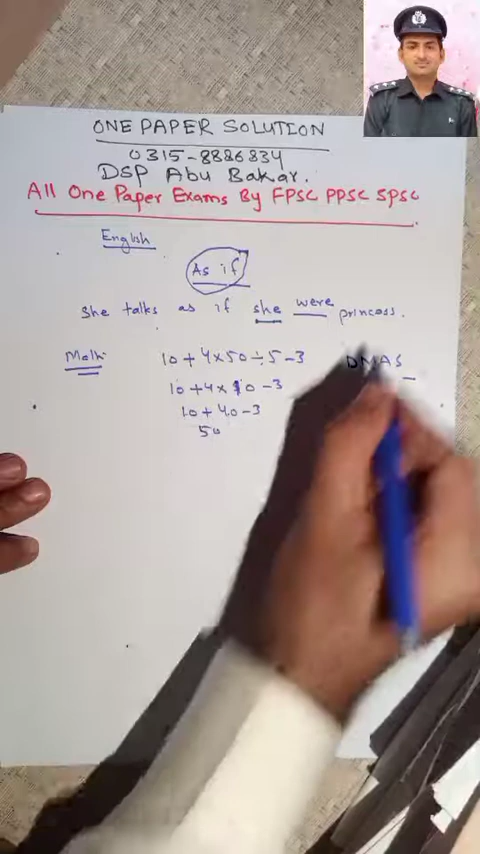 ONE PAPER SOLUTION
0315-8886834
DSP Abu Bakar.
All One Paper Exams By FPSC PPSC SPSC
English
As if
She talks as if she were princess.
Math 10 + 4 x 50 ÷ 5 - 3 DMAS
10 + 4 x 10 - 3
10 + 40 - 3
50